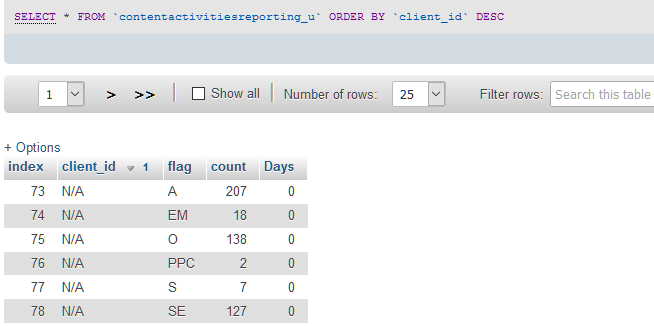 SELECT * FROM `contentactivitiesreporting_u` ORDER BY `client_id` DESC
1 > >> Show all Number of rows: 25 Filter rows: Search this table
+ Options
index client_id 1 flag count Days
73 N/A A 207 0
74 N/A EM 18 0
75 N/A O 138 0
76 N/A PPC 2 0
77 N/A S 7 0
78 N/A SE 127 0